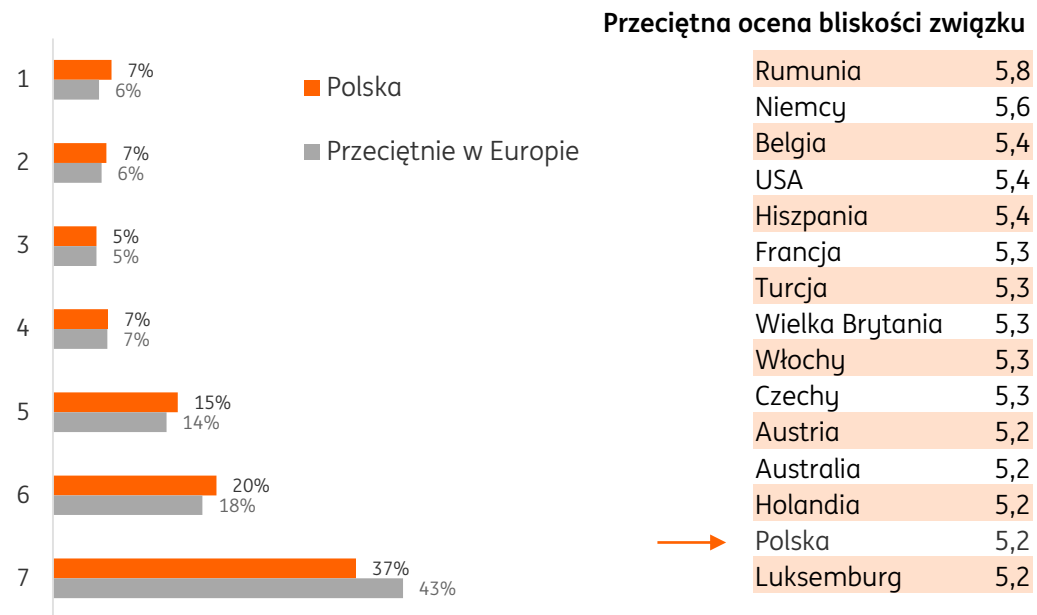 Przeciętna ocena bliskości związku
1
7%
6%
2
7%
6%
3
5%
5%
4
7%
7%
5
15%
14%
6
20%
18%
7
37%
43%
Polska
Przeciętnie w Europie
Rumunia 5,8
Niemcy 5,6
Belgia 5,4
USA 5,4
Hiszpania 5,4
Francja 5,3
Turcja 5,3
Wielka Brytania 5,3
Włochy 5,3
Czechy 5,3
Austria 5,2
Australia 5,2
Holandia 5,2
Polska 5,2
Luksemburg 5,2